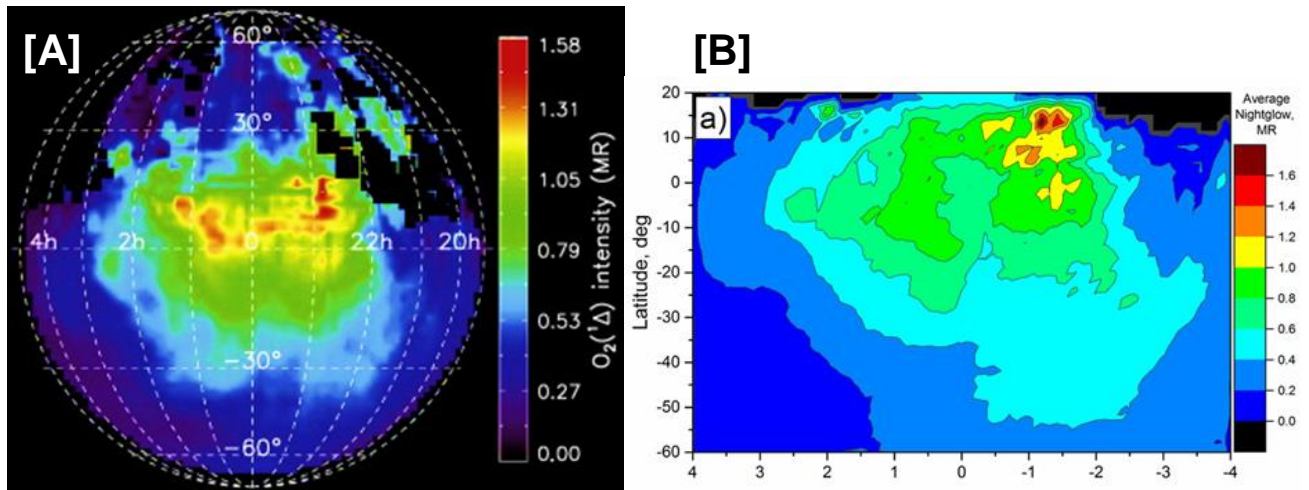 [A]
60°
30°
4h 2h 0 22h 20h
−30°
−60°
1.58
1.31
1.05
0.79
0.53
0.27
0.00
O₂(¹Δ) intensity (MR)
[B]
a)
Latitude, deg
20
10
0
-10
-20
-30
-40
-50
-60
4 3 2 1 0 -1 -2 -3 -4
Average
Nightglow,
MR
1.6
1.4
1.2
1.0
0.8
0.6
0.4
0.2
0.0